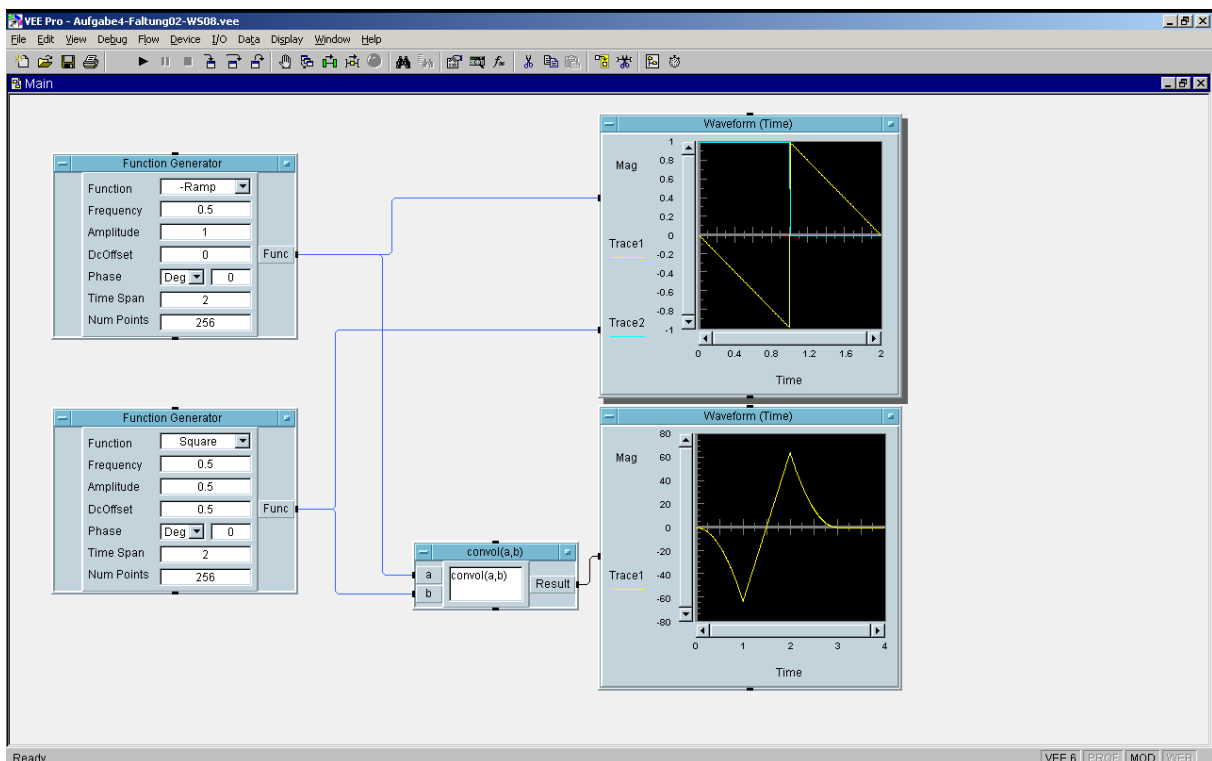 VEE Pro - Aufgabe4-Faltung02-WS08.vee
File Edit View Debug Flow Device I/O Data Display Window Help
Main
Function Generator
Function -Ramp
Frequency 0.5
Amplitude 1
DcOffset 0
Phase Deg 0
Time Span 2
Num Points 256
Func
Function Generator
Function Square
Frequency 0.5
Amplitude 0.5
DcOffset 0.5
Phase Deg 0
Time Span 2
Num Points 256
Func
convol(a,b)
a convol(a,b) Result
b
Waveform (Time)
Mag
Trace1
Trace2
1
0.8
0.6
0.4
0.2
0
-0.2
-0.4
-0.6
-0.8
-1
0 0.4 0.8 1.2 1.6 2
Time
Waveform (Time)
Mag
Trace1
80
60
40
20
0
-20
-40
-60
-80
0 1 2 3 4
Time
Ready VEE 6 PROF MOD WEB